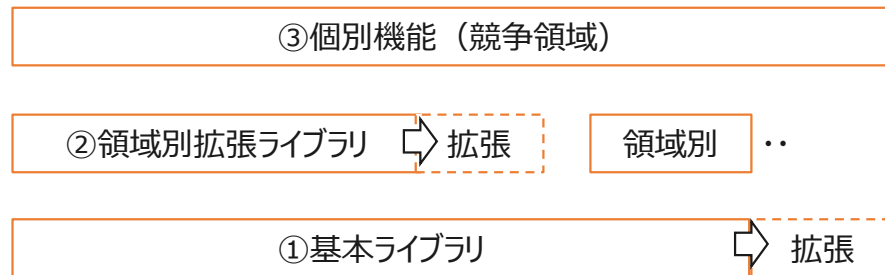 ③個別機能（競争領域）
②領域別拡張ライブラリ 拡張 領域別 ・・
①基本ライブラリ 拡張